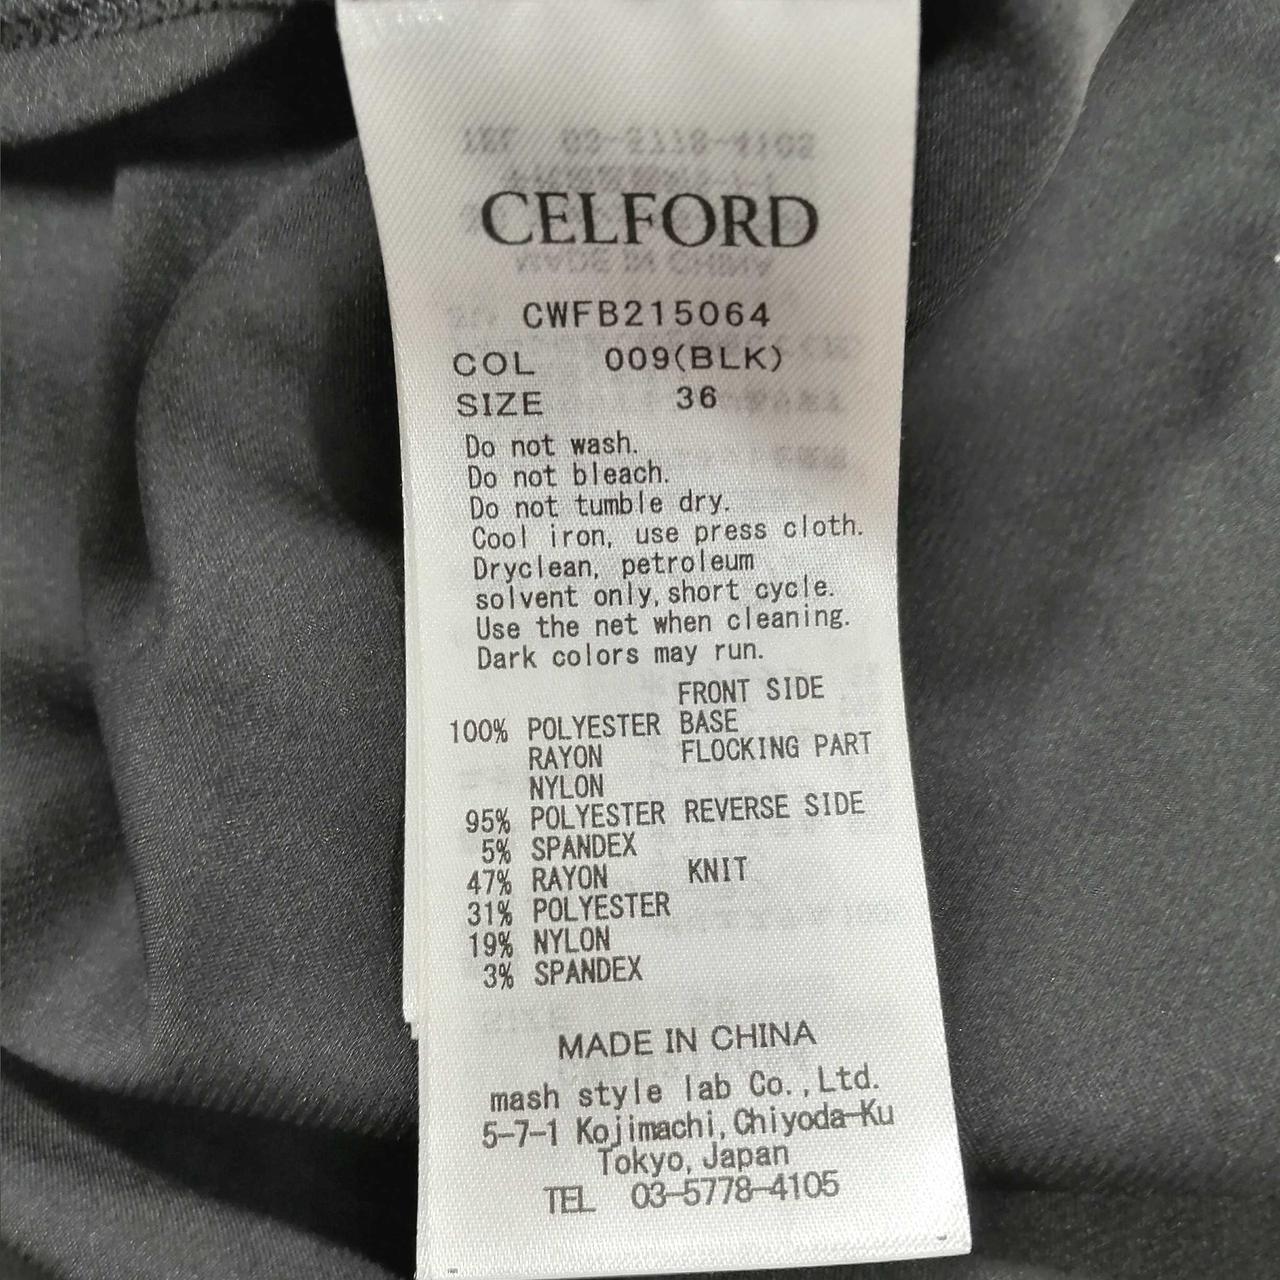 CELFORD
CWFB215064
COL 009(BLK)
SIZE 36
Do not wash.
Do not bleach.
Do not tumble dry.
Cool iron, use press cloth.
Dryclean, petroleum
solvent only,short cycle.
Use the net when cleaning.
Dark colors may run.
FRONT SIDE
100% POLYESTER BASE
RAYON FLOCKING PART
NYLON
95% POLYESTER REVERSE SIDE
5% SPANDEX
47% RAYON KNIT
31% POLYESTER
19% NYLON
3% SPANDEX
MADE IN CHINA
mash style lab Co.,Ltd.
5-7-1 Kojimachi,Chiyoda-Ku
Tokyo,Japan
TEL 03-5778-4105